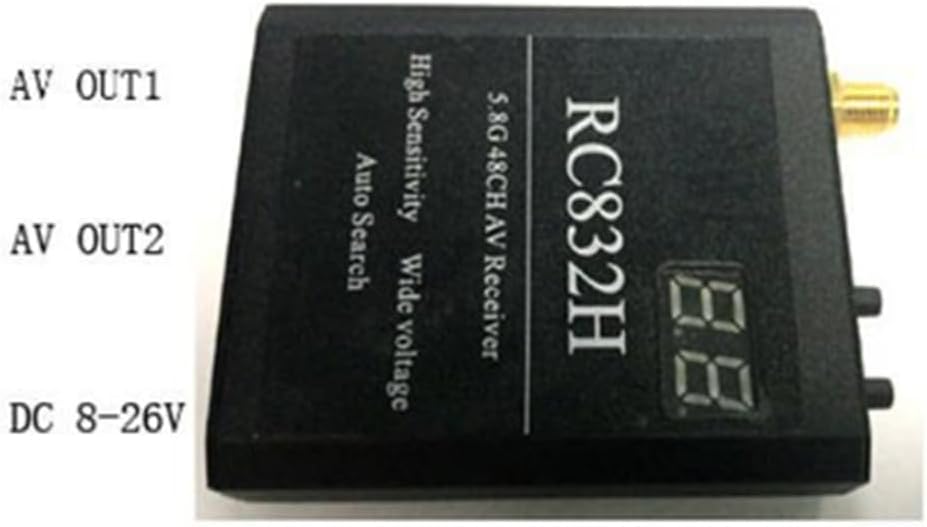 AV OUT1
AV OUT2
DC 8-26V
RC832H
5.8G 48CH AV Receiver
High Sensitivity Wide voltage
Auto Search
88